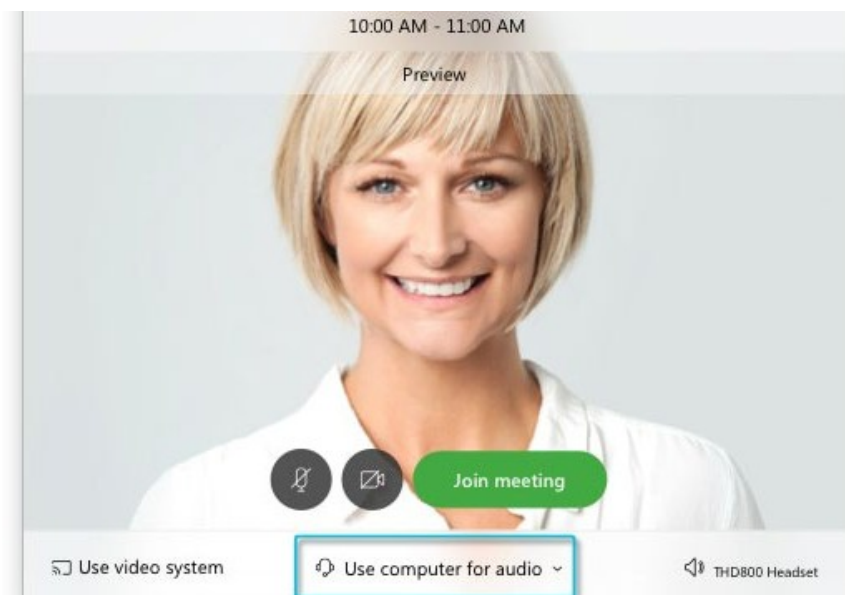 10:00 AM - 11:00 AM
Preview
Join meeting
Use video system
Use computer for audio
THD800 Headset